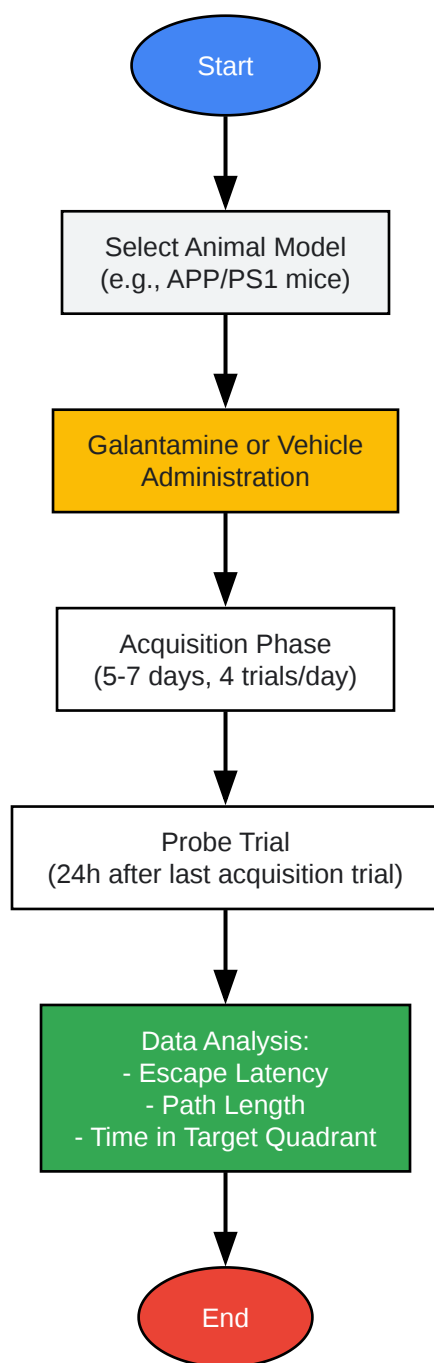 Start
Select Animal Model
(e.g., APP/PS1 mice)
Galantamine or Vehicle
Administration
Acquisition Phase
(5-7 days, 4 trials/day)
Probe Trial
(24h after last acquisition trial)
Data Analysis:
- Escape Latency
- Path Length
- Time in Target Quadrant
End